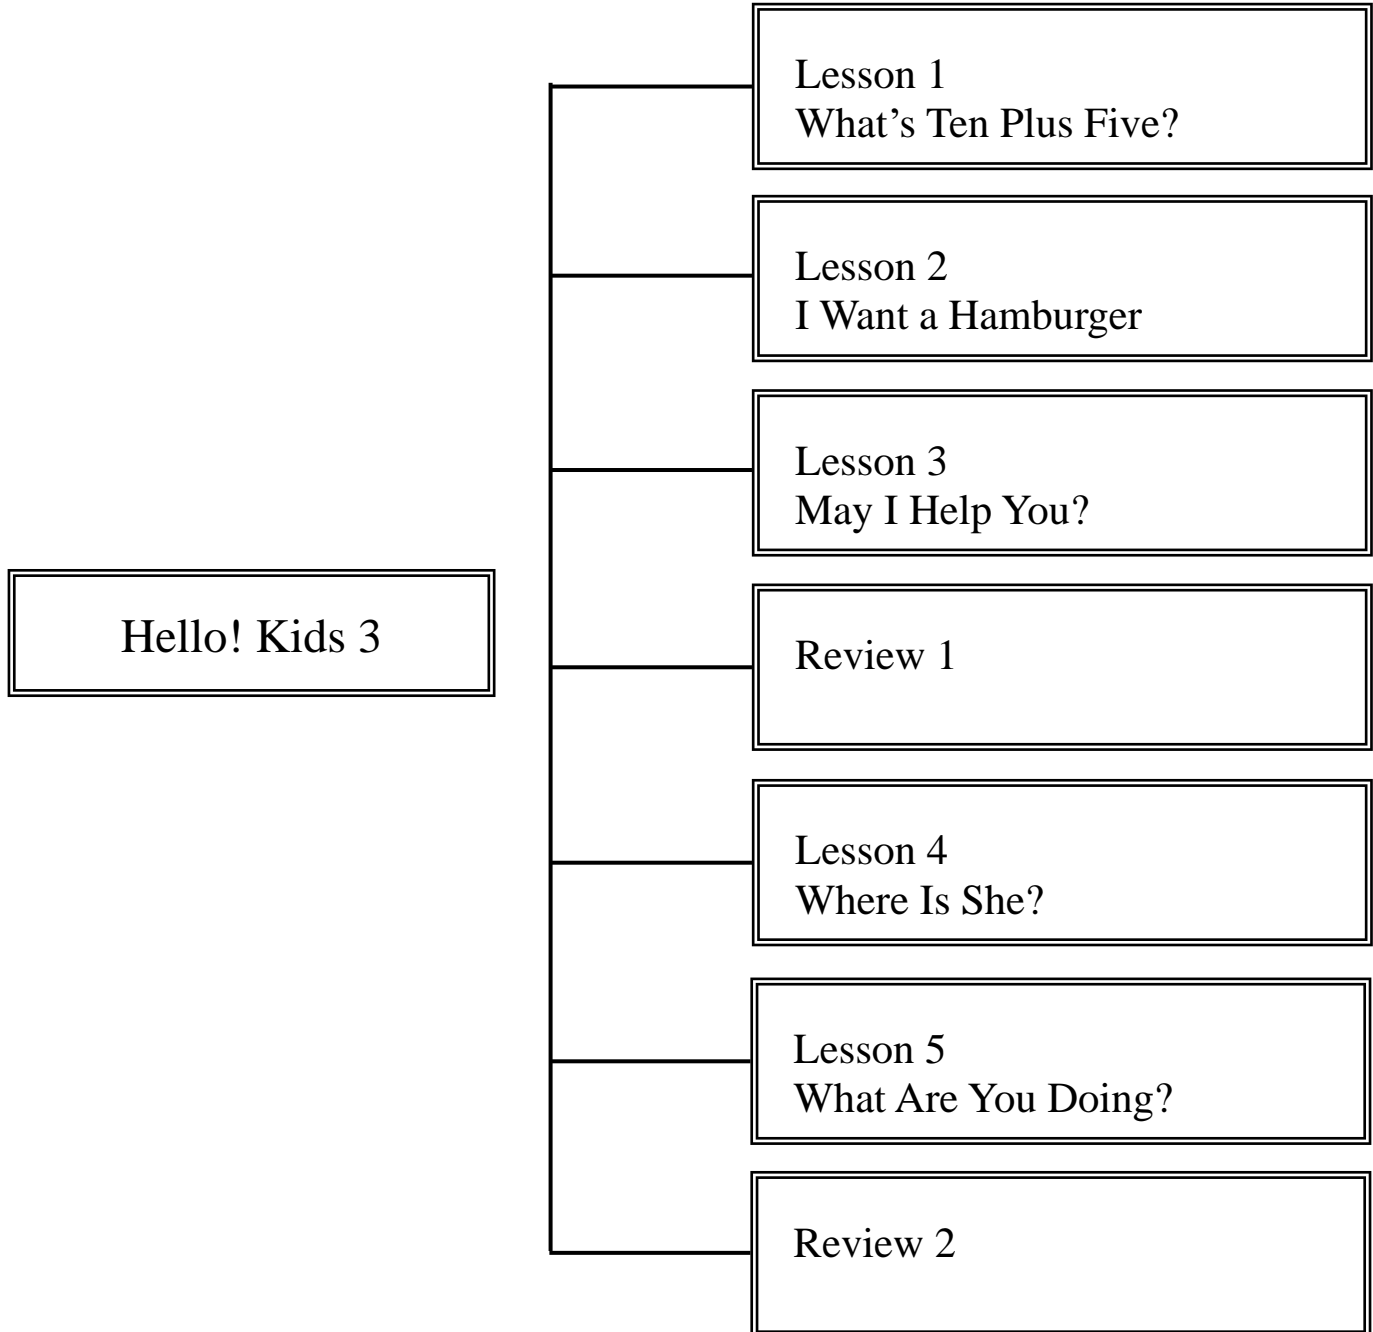 Lesson 1
What’s Ten Plus Five?
Lesson 2
I Want a Hamburger
Lesson 3
May I Help You?
Hello! Kids 3
Review 1
Lesson 4
Where Is She?
Lesson 5
What Are You Doing?
Review 2